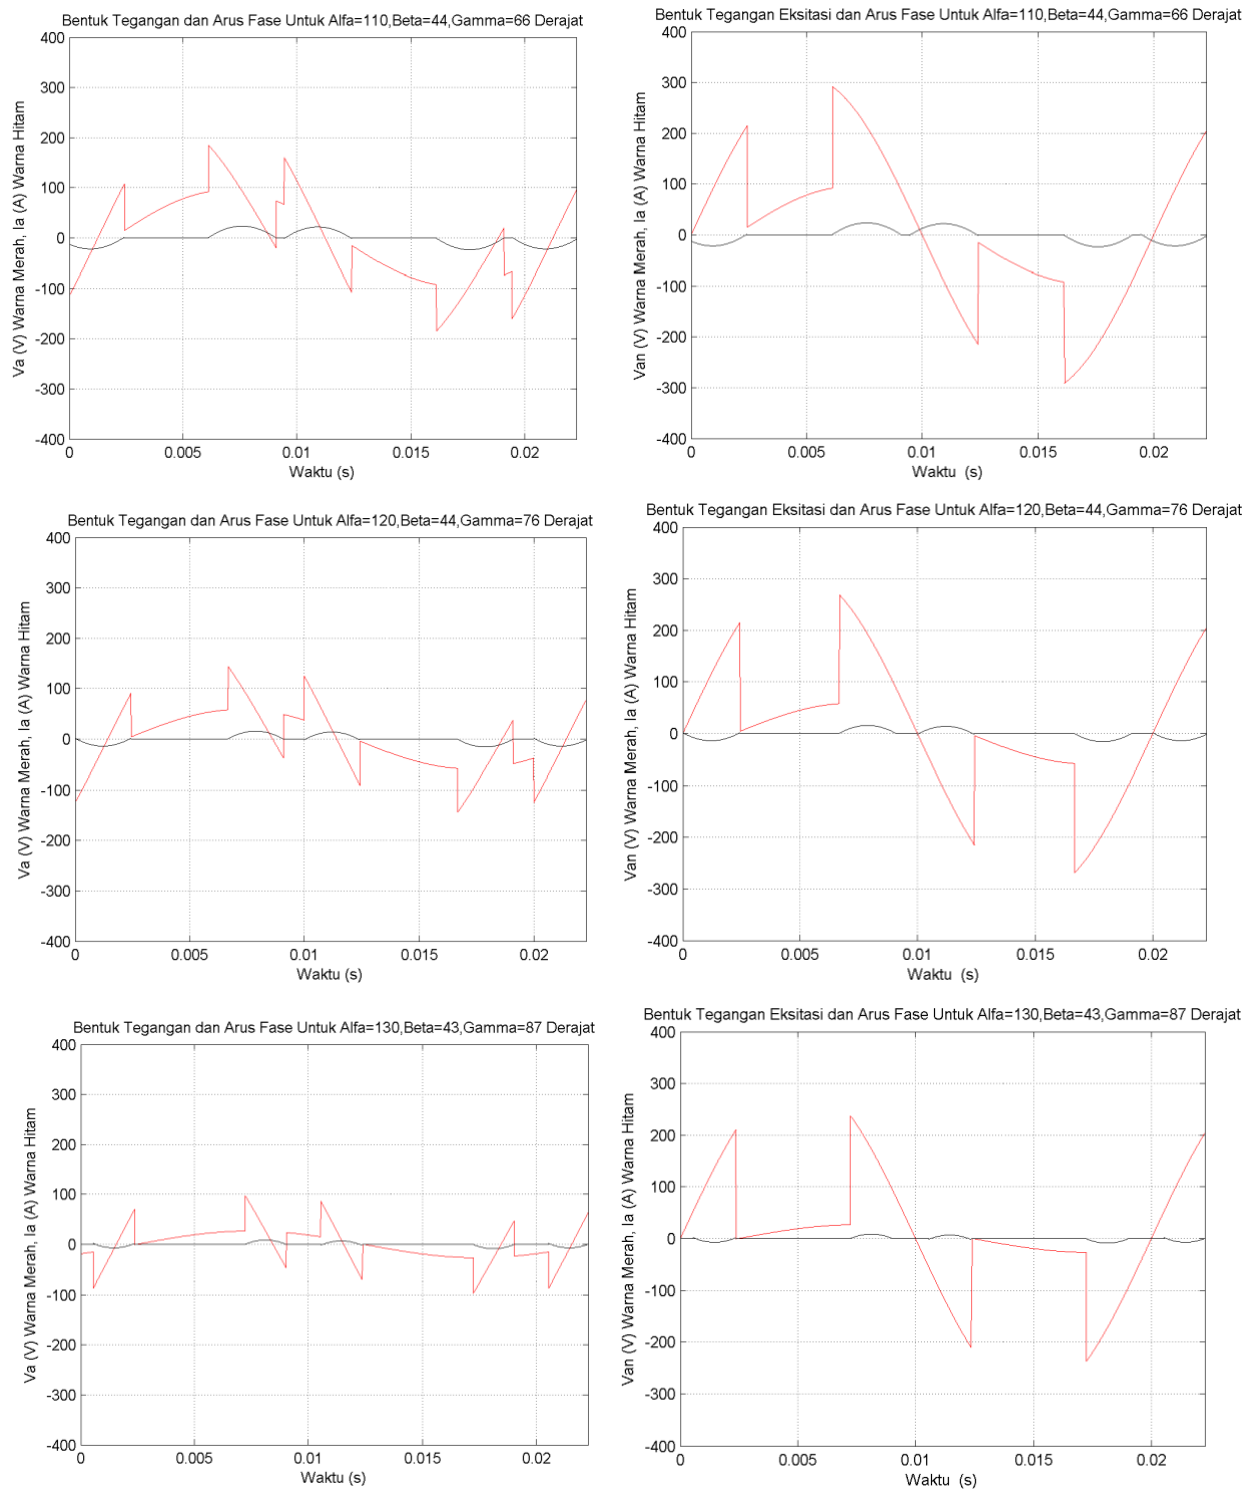 Bentuk Tegangan dan Arus Fase Untuk Alfa=110,Beta=44,Gamma=66 Derajat
400
300
200
100
0
-100
-200
-300
-400
Va (V) Warna Merah, Ia (A) Warna Hitam
0 0.005 0.01 0.015 0.02
Waktu (s)
Bentuk Tegangan Eksitasi dan Arus Fase Untuk Alfa=110,Beta=44,Gamma=66 Derajat
400
300
200
100
0
-100
-200
-300
-400
Van (V) Warna Merah, Ia (A) Warna Hitam
0 0.005 0.01 0.015 0.02
Waktu (s)
Bentuk Tegangan dan Arus Fase Untuk Alfa=120,Beta=44,Gamma=76 Derajat
400
300
200
100
0
-100
-200
-300
-400
Va (V) Warna Merah, Ia (A) Warna Hitam
0 0.005 0.01 0.015 0.02
Waktu (s)
Bentuk Tegangan Eksitasi dan Arus Fase Untuk Alfa=120,Beta=44,Gamma=76 Derajat
400
300
200
100
0
-100
-200
-300
-400
Van (V) Warna Merah, Ia (A) Warna Hitam
0 0.005 0.01 0.015 0.02
Waktu (s)
Bentuk Tegangan dan Arus Fase Untuk Alfa=130,Beta=43,Gamma=87 Derajat
400
300
200
100
0
-100
-200
-300
-400
Va (V) Warna Merah, Ia (A) Warna Hitam
0 0.005 0.01 0.015 0.02
Waktu (s)
Bentuk Tegangan Eksitasi dan Arus Fase Untuk Alfa=130,Beta=43,Gamma=87 Derajat
400
300
200
100
0
-100
-200
-300
-400
Van (V) Warna Merah, Ia (A) Warna Hitam
0 0.005 0.01 0.015 0.02
Waktu (s)